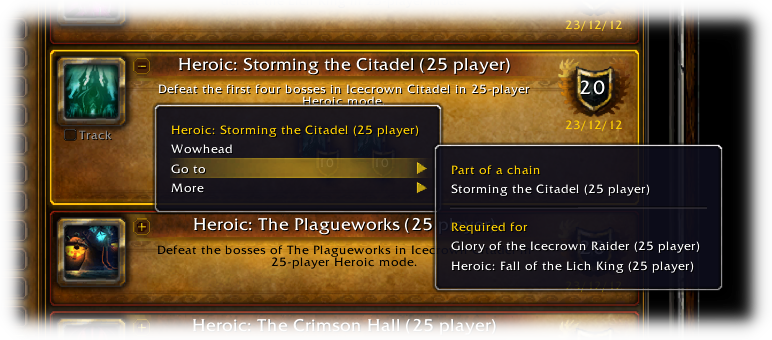 23/12/12
Heroic: Storming the Citadel (25 player)
Defeat the first four bosses in Icecrown Citadel in 25-player
Heroic mode.
20
Track
23/12/12
Heroic: Storming the Citadel (25 player)
Wowhead
10
10
Go to
More
Part of a chain
Storming the Citadel (25 player)
Required for
Glory of the Icecrown Raider (25 player)
Heroic: Fall of the Lich King (25 player)
Heroic: The Plagueworks (25 p
Defeat the bosses of The Plagueworks in Icecro
25-player Heroic mode.
Heroic: The Crimson Hall (25 player)